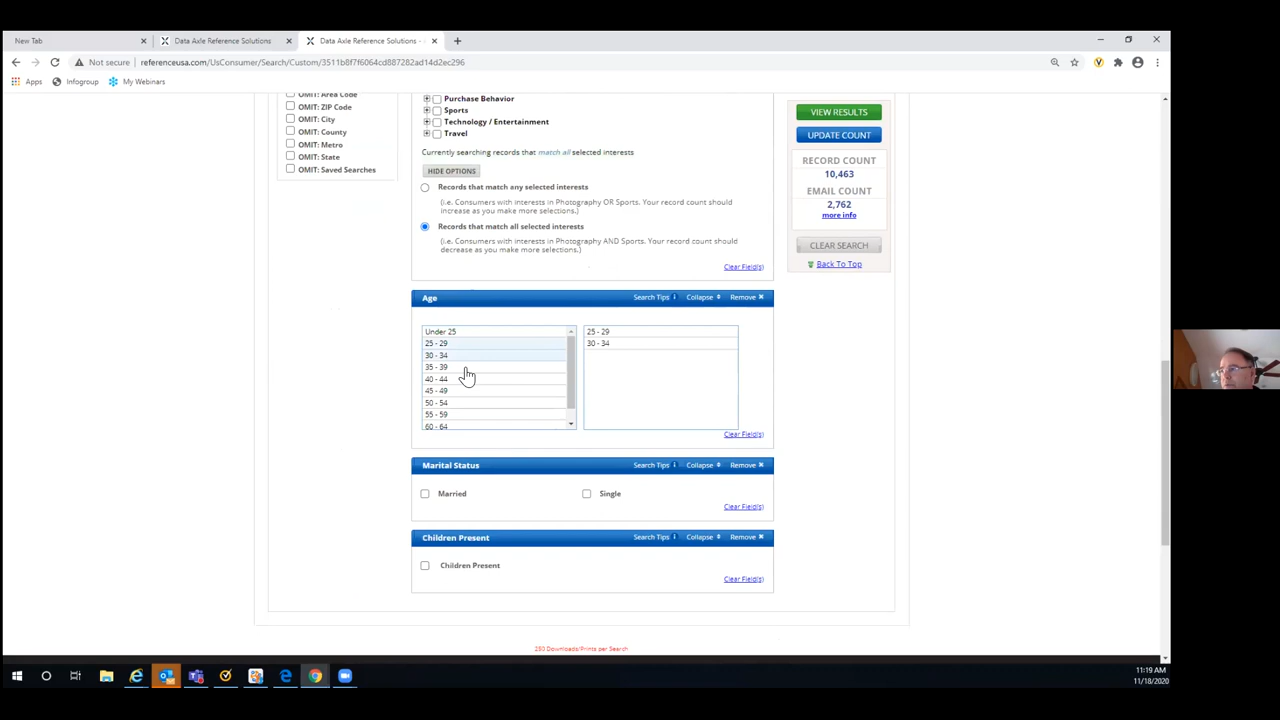 New Tab
Data Axle Reference Solutions
Data Axle Reference Solutions -
Not secure | referenceusa.com/UsConsumer/Search/Custom/3511b8f7f6064cd887282ad14d2ec296
Apps Infogroup My Webinars
OMIT: Area Code
OMIT: ZIP Code
OMIT: City
OMIT: County
OMIT: Metro
OMIT: State
OMIT: Saved Searches
Purchase Behavior
Sports
Technology / Entertainment
Travel
Currently searching records that match all selected interests
HIDE OPTIONS
Records that match any selected interests
(i.e. Consumers with interests in Photography OR Sports. Your record count should
increase as you make more selections.)
Records that match all selected interests
(i.e. Consumers with interests in Photography AND Sports. Your record count should
decrease as you make more selections.)
Clear Field(s)
VIEW RESULTS
UPDATE COUNT
RECORD COUNT
10,463
EMAIL COUNT
2,762
more info
CLEAR SEARCH
Back To Top
Age Search Tips Collapse Remove
Under 25
25 - 29
30 - 34
35 - 39
40 - 44
45 - 49
50 - 54
55 - 59
60 - 64
25 - 29
30 - 34
Clear Field(s)
Marital Status Search Tips Collapse Remove
Married Single
Clear Field(s)
Children Present Search Tips Collapse Remove
Children Present
Clear Field(s)
250 Downloads/Prints per Search
11:19 AM
11/18/2020